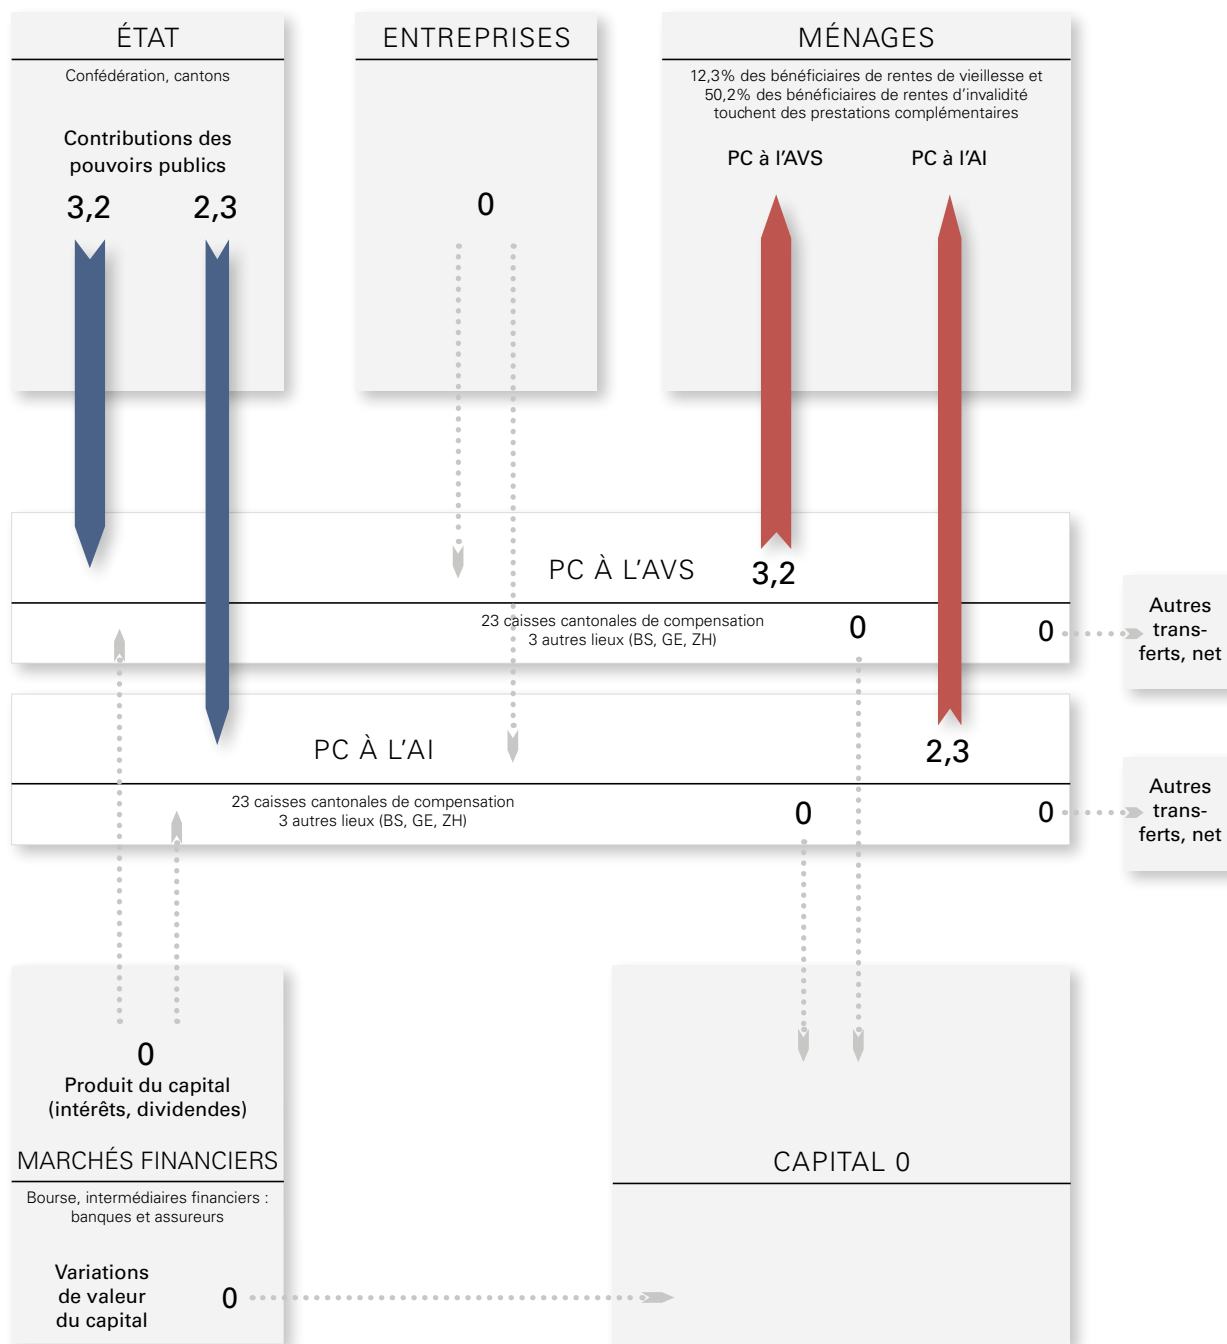 ÉTAT
Confédération, cantons
Contributions des
pouvoirs publics
3,2 2,3
ENTREPRISES
0
MÉNAGES
12,3% des bénéficiaires de rentes de vieillesse et
50,2% des bénéficiaires de rentes d’invalidité
touchent des prestations complémentaires
PC à l’AVS PC à l’AI
PC À L’AVS 3,2
23 caisses cantonales de compensation
3 autres lieux (BS, GE, ZH)
0 0
Autres
trans-
ferts, net
PC À L’AI 2,3
23 caisses cantonales de compensation
3 autres lieux (BS, GE, ZH)
0 0
Autres
trans-
ferts, net
0
Produit du capital
(intérêts, dividendes)
MARCHÉS FINANCIERS
Bourse, intermédiaires financiers :
banques et assureurs
Variations
de valeur
du capital
0
CAPITAL 0